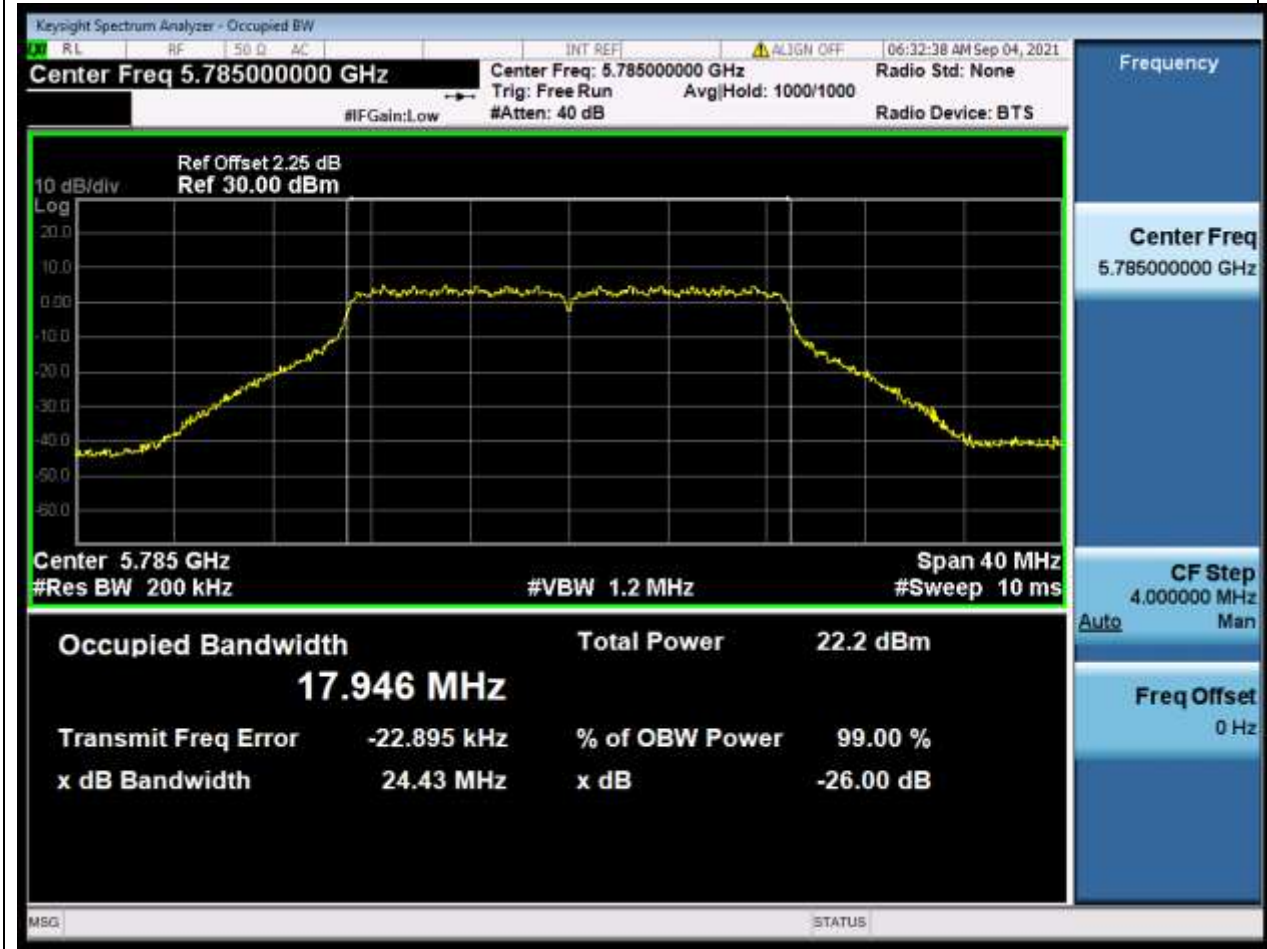 Keysight Spectrum Analyzer - Occupied BW
LXI RL RF 50 Ω AC INT REF ALIGN OFF 06:32:38 AM Sep 04, 2021
Center Freq 5.785000000 GHz
Center Freq: 5.785000000 GHz
Radio Std: None
Trig: Free Run Avg|Hold: 1000/1000
#IFGain:Low
#Atten: 40 dB
Radio Device: BTS
Ref Offset 2.25 dB
10 dB/div Ref 30.00 dBm
Log
20.0
10.0
0.00
-10.0
-20.0
-30.0
-40.0
-50.0
-60.0
Center 5.785 GHz Span 40 MHz
#Res BW 200 kHz #VBW 1.2 MHz #Sweep 10 ms
Occupied Bandwidth Total Power 22.2 dBm
17.946 MHz
Transmit Freq Error -22.895 kHz % of OBW Power 99.00 %
x dB Bandwidth 24.43 MHz x dB -26.00 dB
MSG STATUS
Frequency
Center Freq
5.785000000 GHz
CF Step
4.000000 MHz
Auto Man
Freq Offset
0 Hz